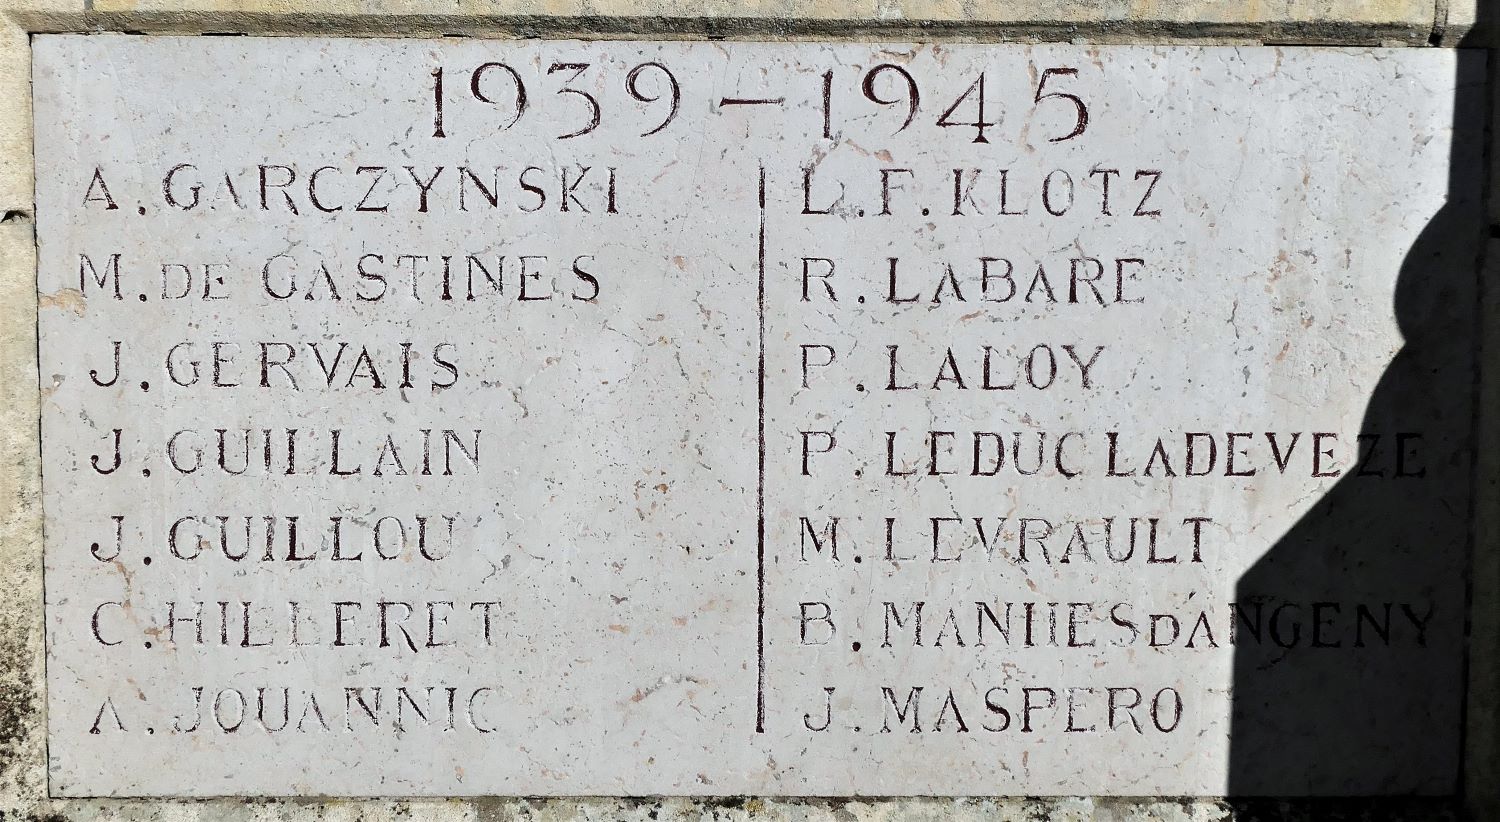 1939-1945
A. GARCZYNSKI
M. DE GASTINES
J. GERVAIS
J. GUILLAIN
J. GUILLOU
C. HILLERET
A. JOUANNIC
L.F. KLOTZ
R. LABARE
P. LALOY
P. LEDUC LADEVEZE
M. LEVRAULT
B. MANHES D'ANGENY
J. MASPERO